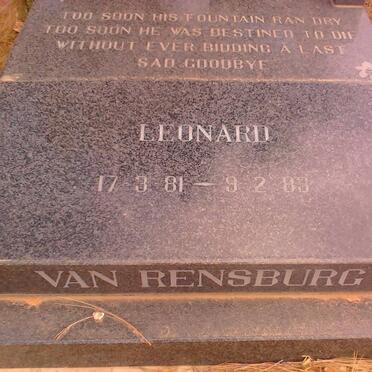 TOO SOON HIS FOUNTAIN RAN DRY
TOO SOON HE WAS DESTINED TO DIE
WITHOUT EVER BIDDING A LAST
SAD GOODBYE
LEONARD
17 3 81 — 9 2 83
VAN RENSBURG